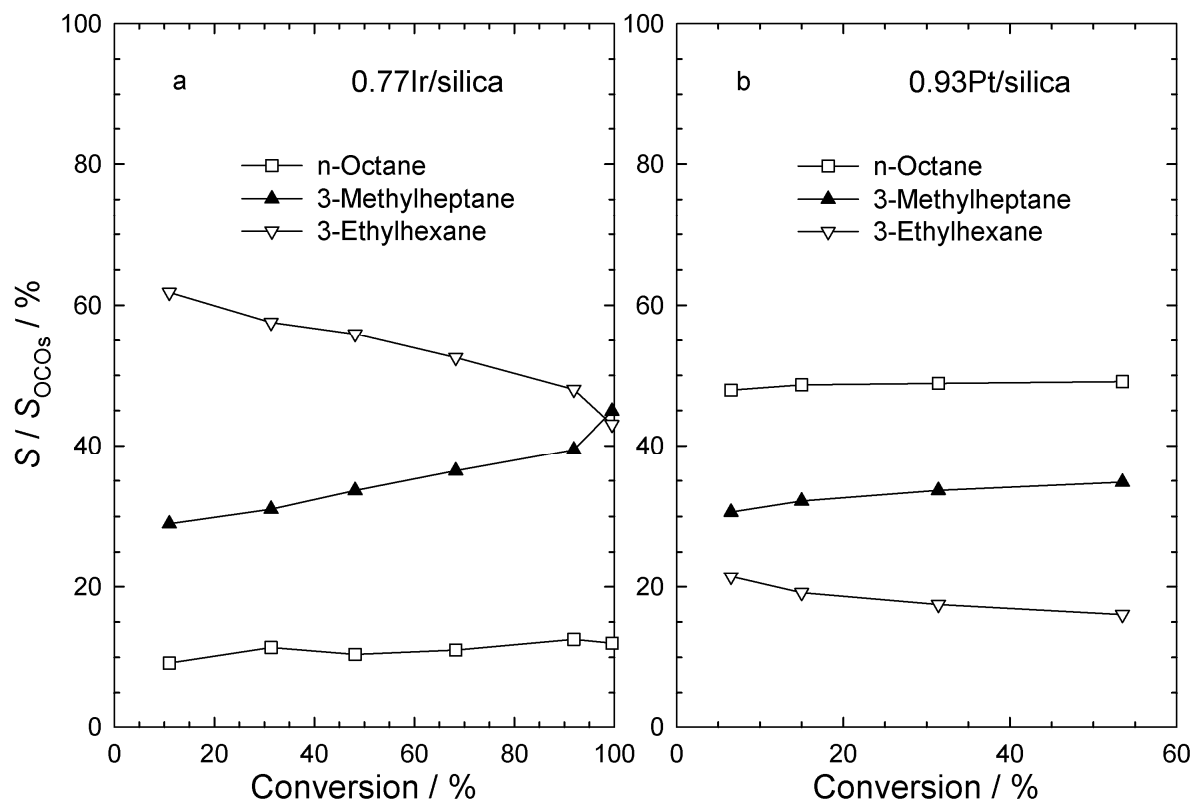 S / S_OCOs / %
100
80
60
40
20
0
a 0.77Ir/silica
n-Octane
3-Methylheptane
3-Ethylhexane
0 20 40 60 80 100
Conversion / %
100
80
60
40
20
0
b 0.93Pt/silica
n-Octane
3-Methylheptane
3-Ethylhexane
0 20 40 60
Conversion / %